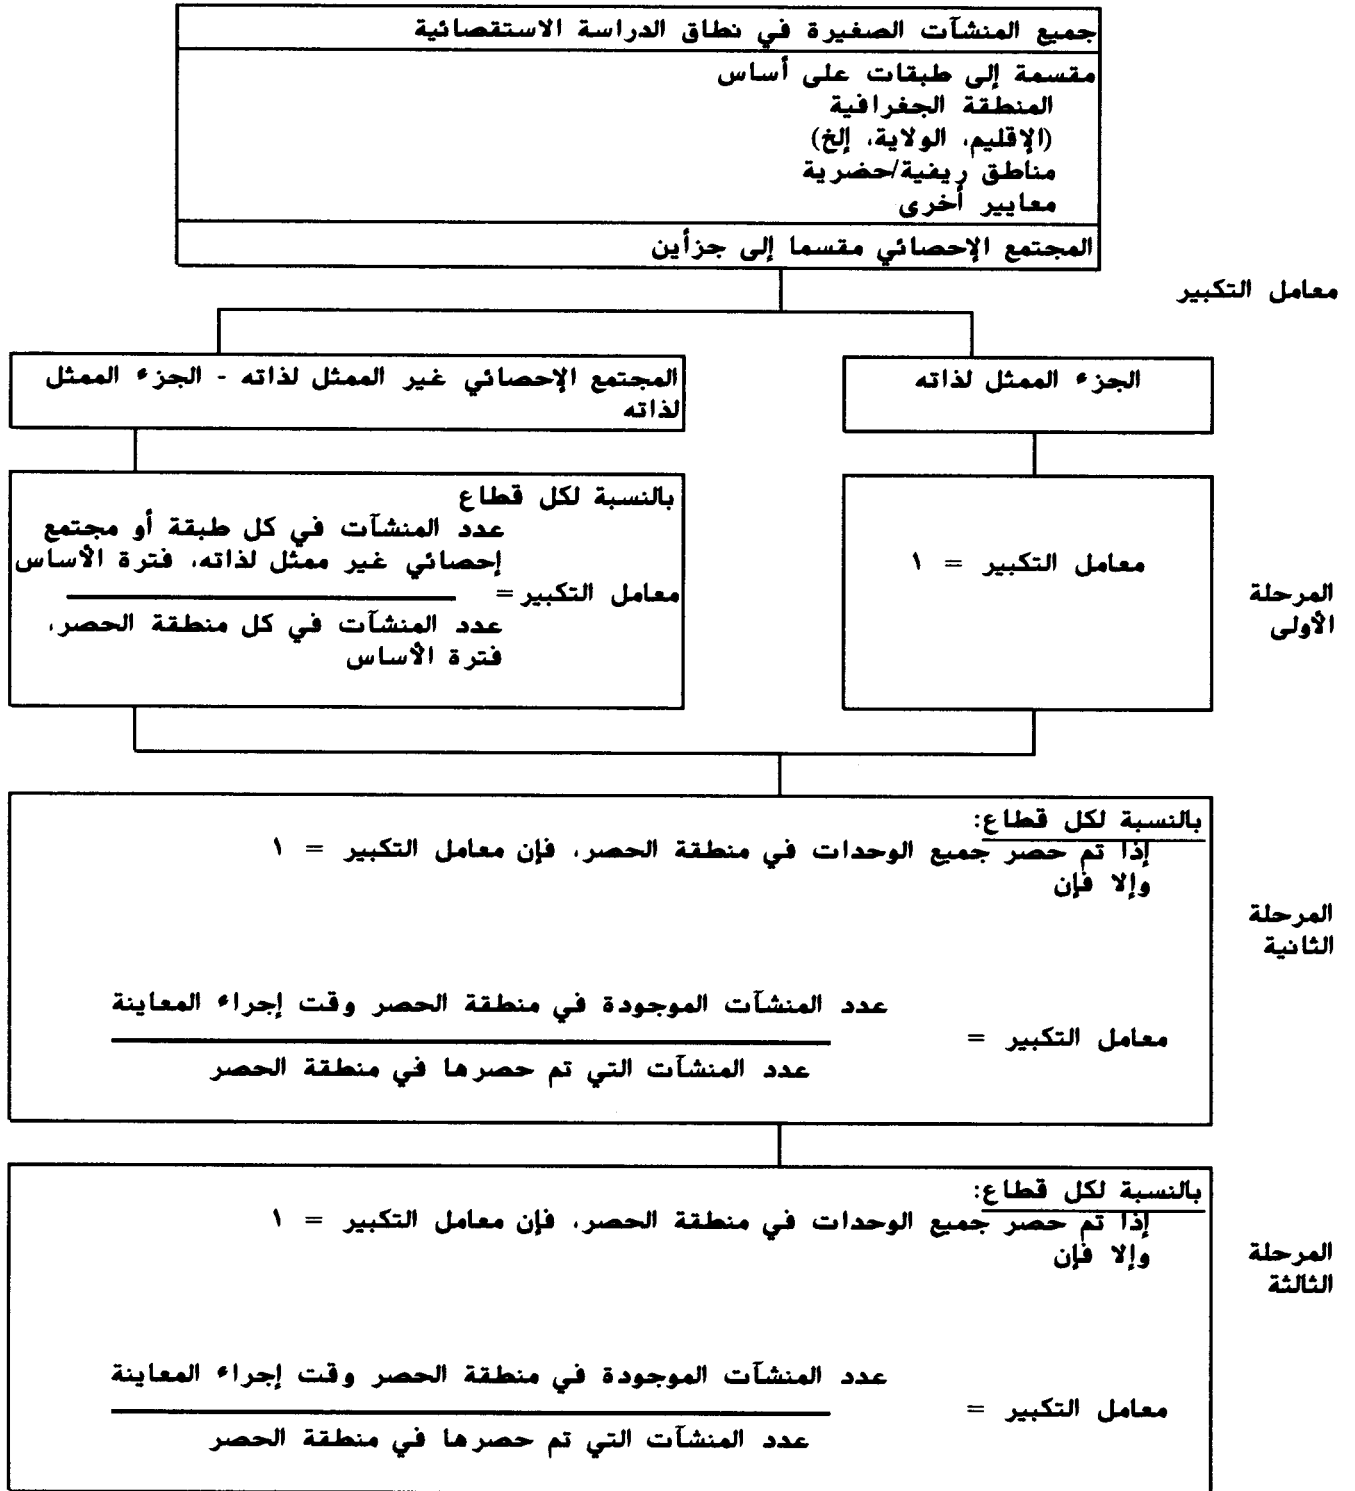 جميع المنشآت الصغيرة في نطاق الدراسة الاستقصائية
مقسمة إلى طبقات على أساس
المنطقة الجغرافية
(الإقليم، الولاية، إلخ)
مناطق ريفية/حضرية
معايير أخرى
المجتمع الإحصائي مقسما إلى جزأين
معامل التكبير
الجزء الممثل لذاته
المجتمع الإحصائي غير الممثل لذاته - الجزء الممثل
لذاته
معامل التكبير = ١
المرحلة
الأولى
بالنسبة لكل قطاع
عدد المنشآت في كل طبقة أو مجتمع
إحصائي غير ممثل لذاته، فترة الأساس
معامل التكبير =
عدد المنشآت في كل منطقة الحصر،
فترة الأساس
بالنسبة لكل قطاع:
إذا تم حصر جميع الوحدات في منطقة الحصر، فإن معامل التكبير = ١
وإلا فإن
المرحلة
الثانية
عدد المنشآت الموجودة في منطقة الحصر وقت إجراء المعاينة
معامل التكبير =
عدد المنشآت التي تم حصرها في منطقة الحصر
بالنسبة لكل قطاع:
إذا تم حصر جميع الوحدات في منطقة الحصر، فإن معامل التكبير = ١
وإلا فإن
المرحلة
الثالثة
عدد المنشآت الموجودة في منطقة الحصر وقت إجراء المعاينة
معامل التكبير =
عدد المنشآت التي تم حصرها في منطقة الحصر